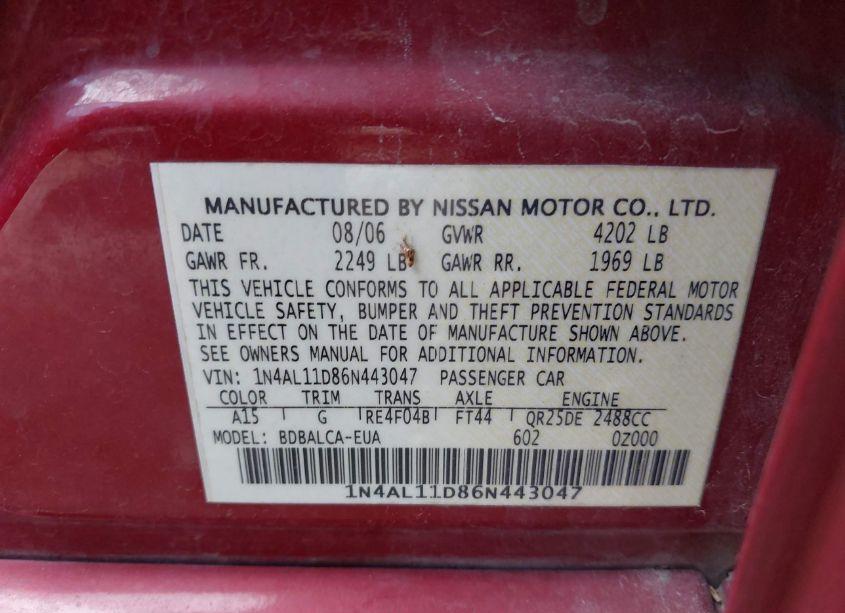 MANUFACTURED BY NISSAN MOTOR CO., LTD.
DATE 08/06 GVWR 4202 LB
GAWR FR. 2249 LB GAWR RR. 1969 LB
THIS VEHICLE CONFORMS TO ALL APPLICABLE FEDERAL MOTOR
VEHICLE SAFETY, BUMPER AND THEFT PREVENTION STANDARDS
IN EFFECT ON THE DATE OF MANUFACTURE SHOWN ABOVE.
SEE OWNERS MANUAL FOR ADDITIONAL INFORMATION.
VIN: 1N4AL11D86N443047 PASSENGER CAR
COLOR TRIM TRANS AXLE ENGINE
A15 G RE4F04B FT44 QR25DE 2488CC
MODEL: BDBALCA-EUA 602 0Z000
1N4AL11D86N443047